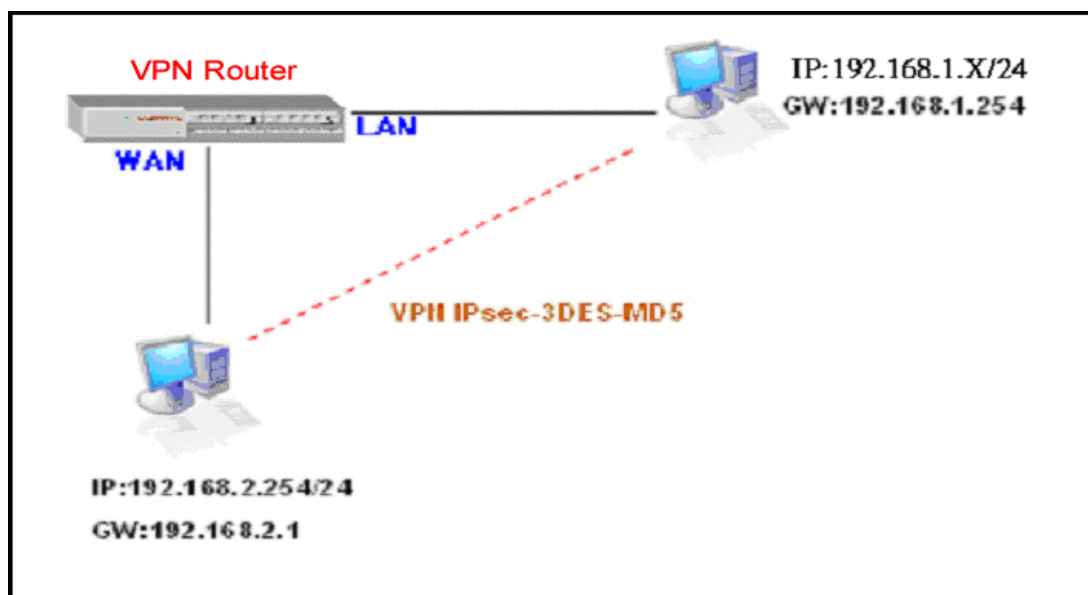 VPN Router
IP:192.168.1.X/24
GW:192.168.1.254
LAN
WAN
VPN IPsec-3DES-MD5
IP:192.168.2.254/24
GW:192.168.2.1